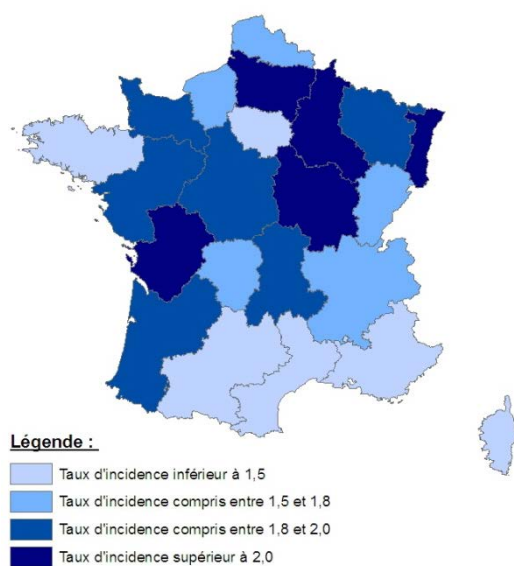 Légende :
Taux d'incidence inférieur à 1,5
Taux d'incidence compris entre 1,5 et 1,8
Taux d'incidence compris entre 1,8 et 2,0
Taux d'incidence supérieur à 2,0